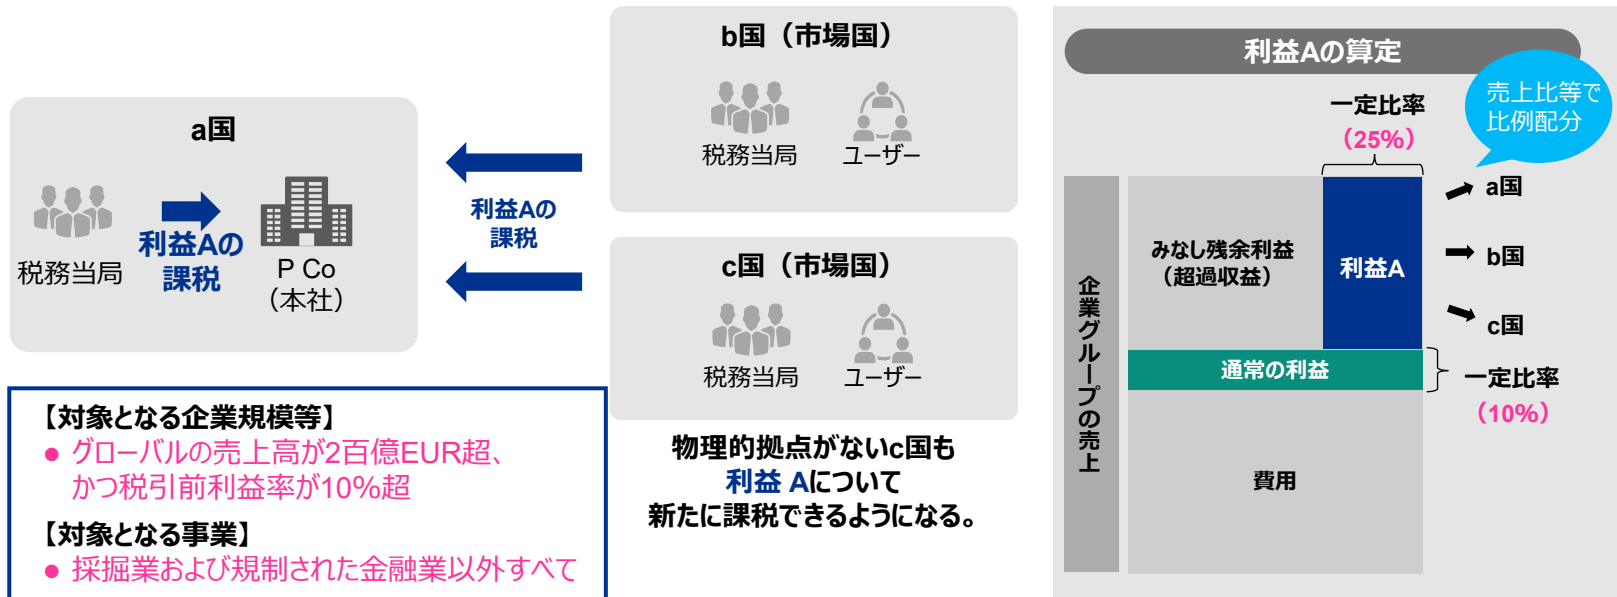 a国
税務当局
利益Aの
課税
P Co
（本社）
利益Aの
課税
b国（市場国）
税務当局
ユーザー
c国（市場国）
税務当局
ユーザー
物理的拠点がないc国も
利益 Aについて
新たに課税できるようになる。
【対象となる企業規模等】
● グローバルの売上高が2百億EUR超、
かつ税引前利益率が10%超
【対象となる事業】
● 採掘業および規制された金融業以外すべて
利益Aの算定
売上比等で
比例配分
一定比率
（25%）
企業グループの売上
みなし残余利益
（超過収益）
利益A
a国
b国
c国
通常の利益
一定比率
（10%）
費用